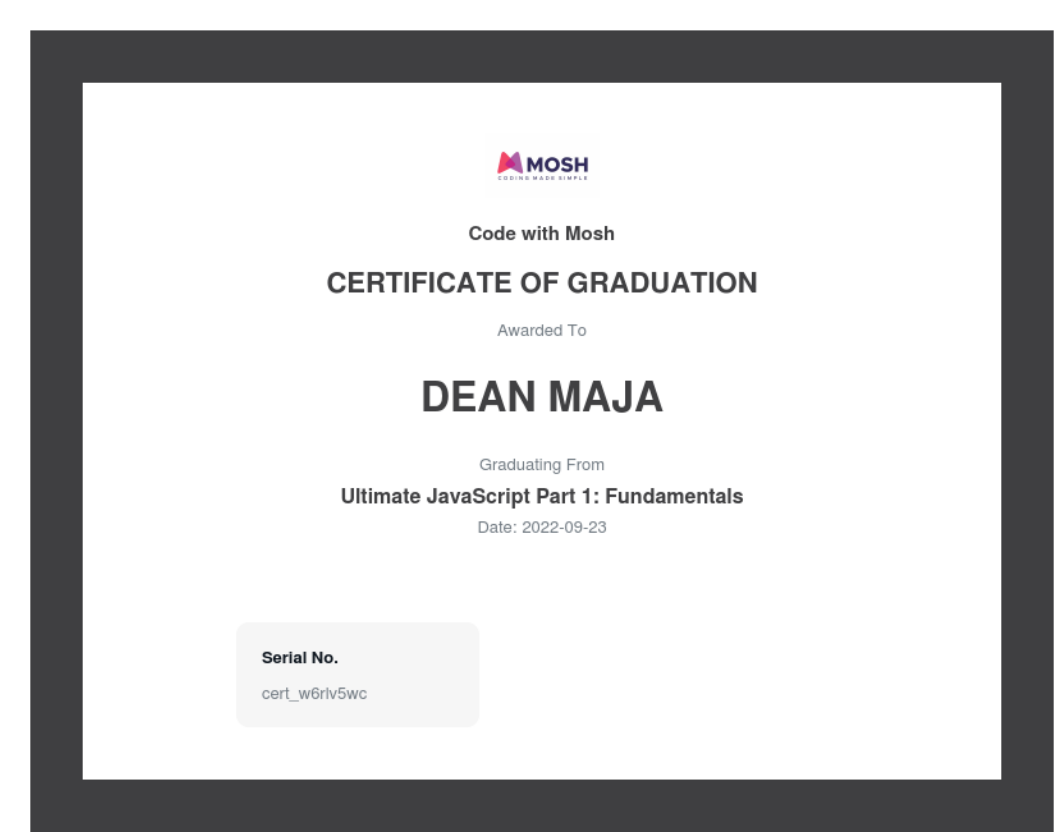 MOSH
CODING MADE SIMPLE
Code with Mosh
CERTIFICATE OF GRADUATION
Awarded To
DEAN MAJA
Graduating From
Ultimate JavaScript Part 1: Fundamentals
Date: 2022-09-23
Serial No.
cert_w6rlv5wc